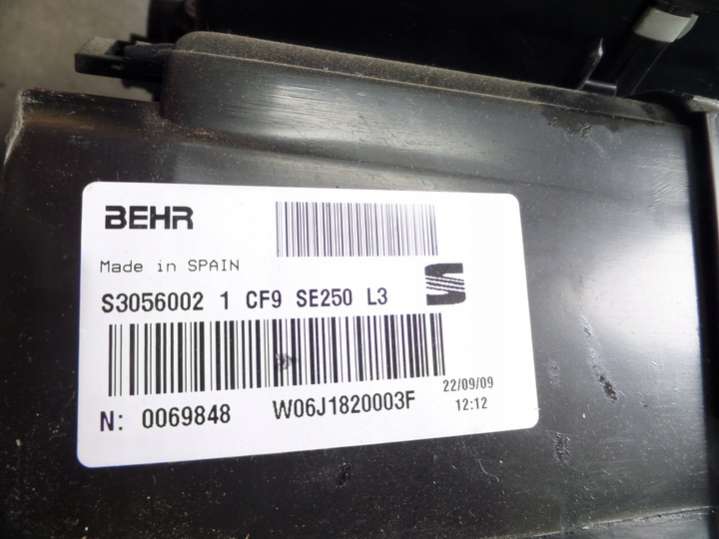 BEHR
Made in SPAIN
S3056002 1 CF9 SE250 L3
N: 0069848 W06J1820003F
22/09/09
12:12